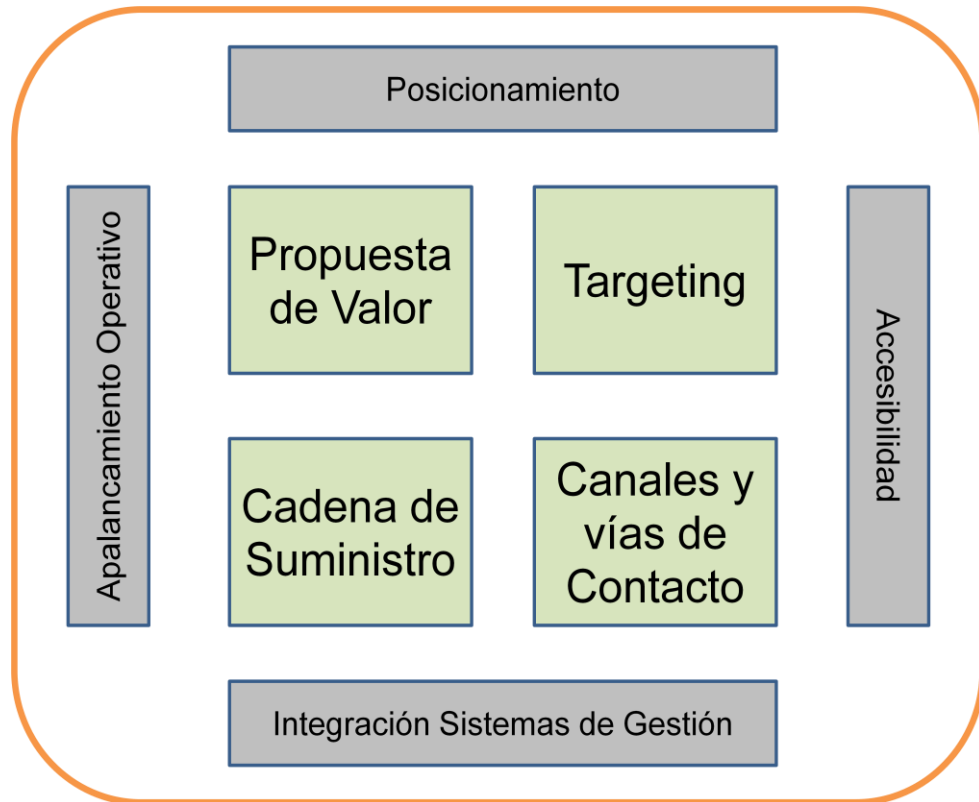 Posicionamiento
Apalancamiento Operativo
Propuesta
de Valor
Targeting
Accesibilidad
Cadena de
Suministro
Canales y
vías de
Contacto
Integración Sistemas de Gestión